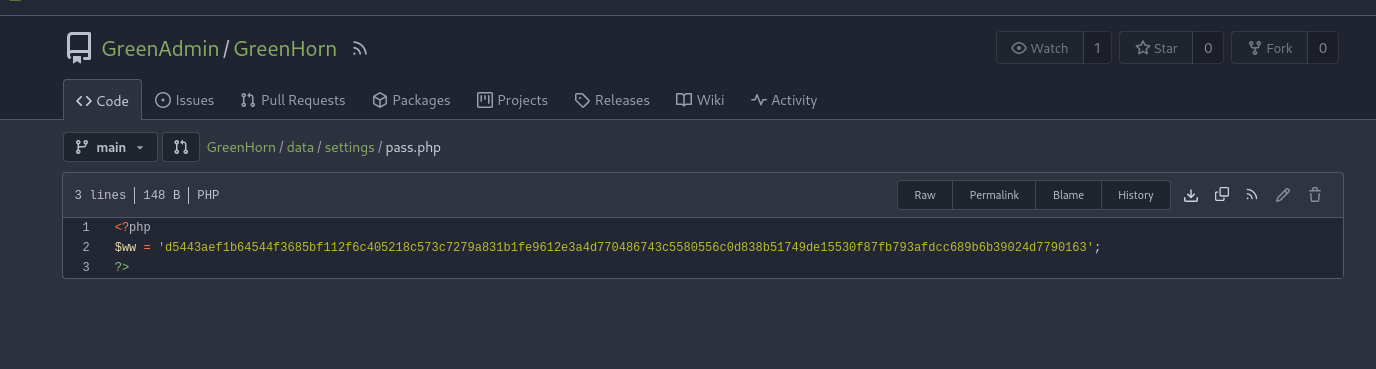 GreenAdmin / GreenHorn
Watch 1 Star 0 Fork 0
Code Issues Pull Requests Packages Projects Releases Wiki Activity
main GreenHorn / data / settings / pass.php
3 lines 148 B PHP Raw Permalink Blame History
1 <?php
2 $ww = 'd5443aef1b64544f3685bf112f6c405218c573c7279a831b1fe9612e3a4d770486743c5580556c0d838b51749de15530f87fb793afdcc689b6b39024d7790163';
3 ?>